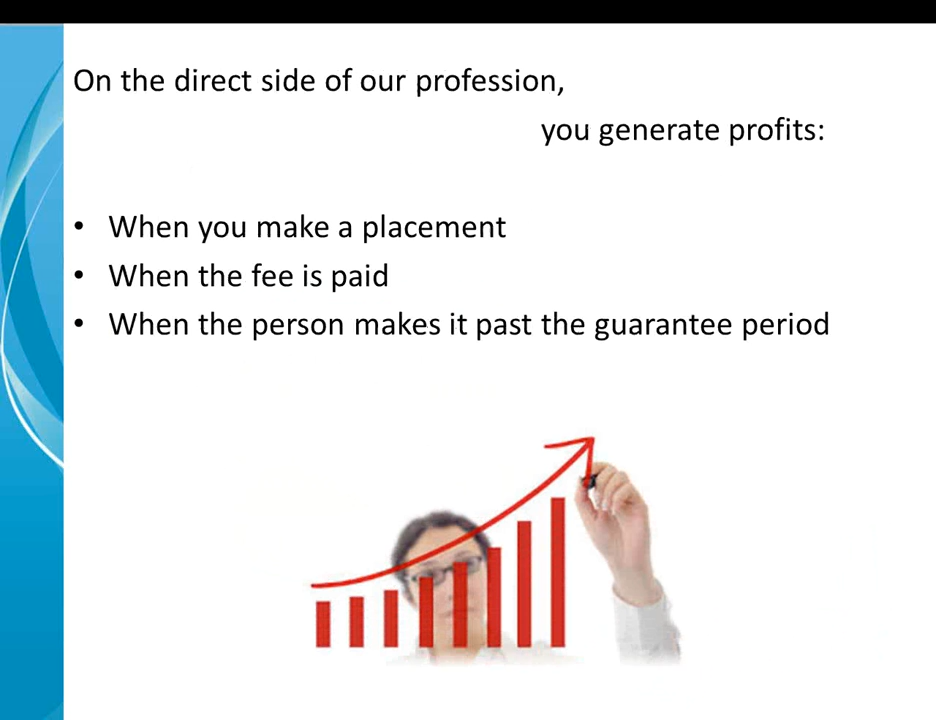 On the direct side of our profession,
you generate profits:
• When you make a placement
• When the fee is paid
• When the person makes it past the guarantee period